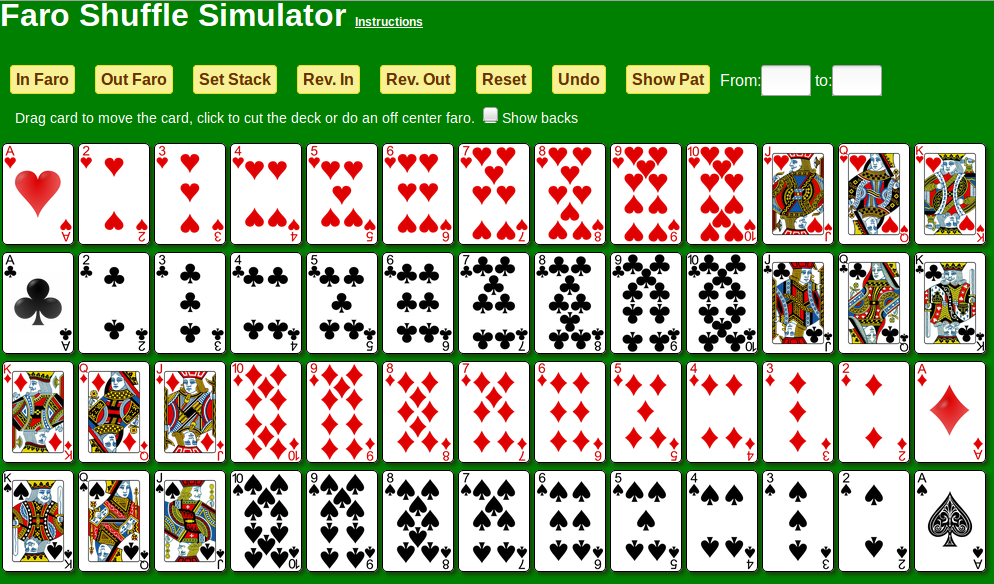 Faro Shuffle Simulator Instructions
In Faro Out Faro Set Stack Rev. In Rev. Out Reset Undo Show Pat From: to:
Drag card to move the card, click to cut the deck or do an off center faro. Show backs
A 2 3 4 5 6 7 8 9 10 J Q K
A 2 3 4 5 6 7 8 9 10 J Q K
A 2 3 4 5 6 7 8 9 10 J Q K
A 2 3 4 5 6 7 8 9 10 J Q K
K Q J 10 9 8 7 6 5 4 3 2 A
K Q J 10 9 8 7 6 5 4 3 2 A
K Q J 10 9 8 7 6 5 4 3 2 A
K Q J 10 9 8 7 6 5 4 3 2 A